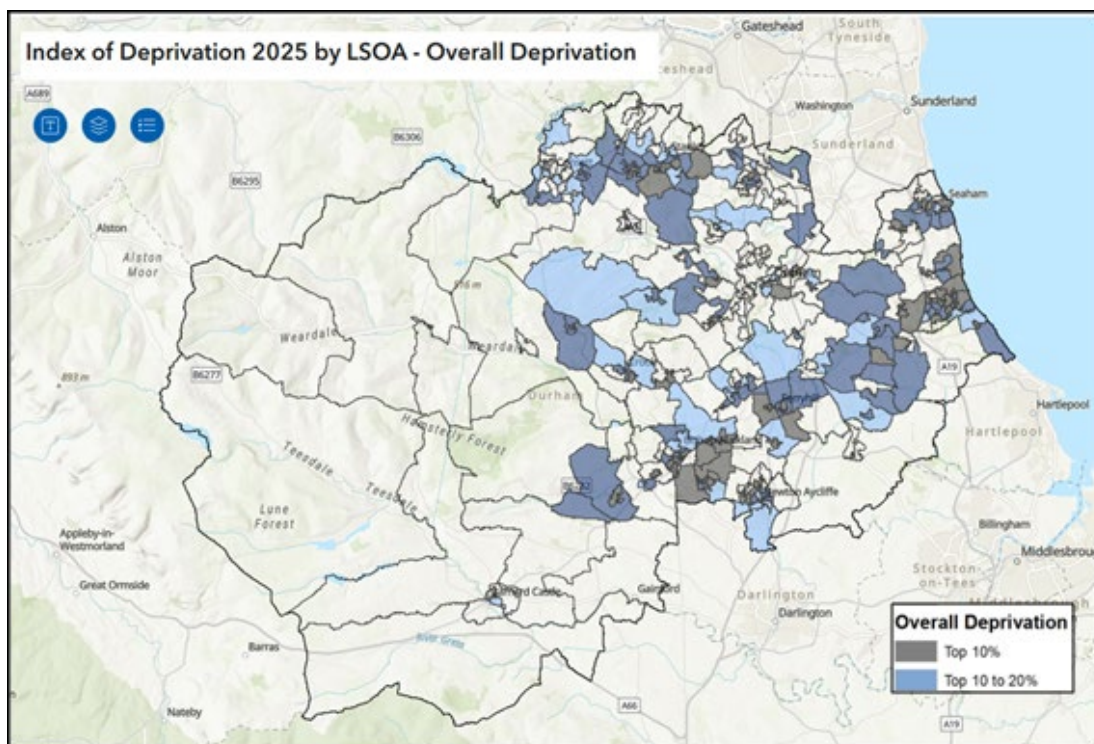 Index of Deprivation 2025 by LSOA - Overall Deprivation
Gateshead
South
Tyneside
A689
Washington
Sunderland
Sunderland
B6306
B6295
Seaham
Alston
Alston
Moor
Weardale
B6277
893 m
Durham
A19
Hartlepool
Hartlepool
Hamsterly Forest
Teesdale
Teesdale
Lune
Forest
Newton Aycliffe
Billingham
Appleby-in-
Westmorland
Great Ormside
Gainford
Darlington
Darlington
Stockton
-on-Tees
Middlesbrough
Barras
River Greta
A66
Nateby
A19
Overall Deprivation
Top 10%
Top 10 to 20%